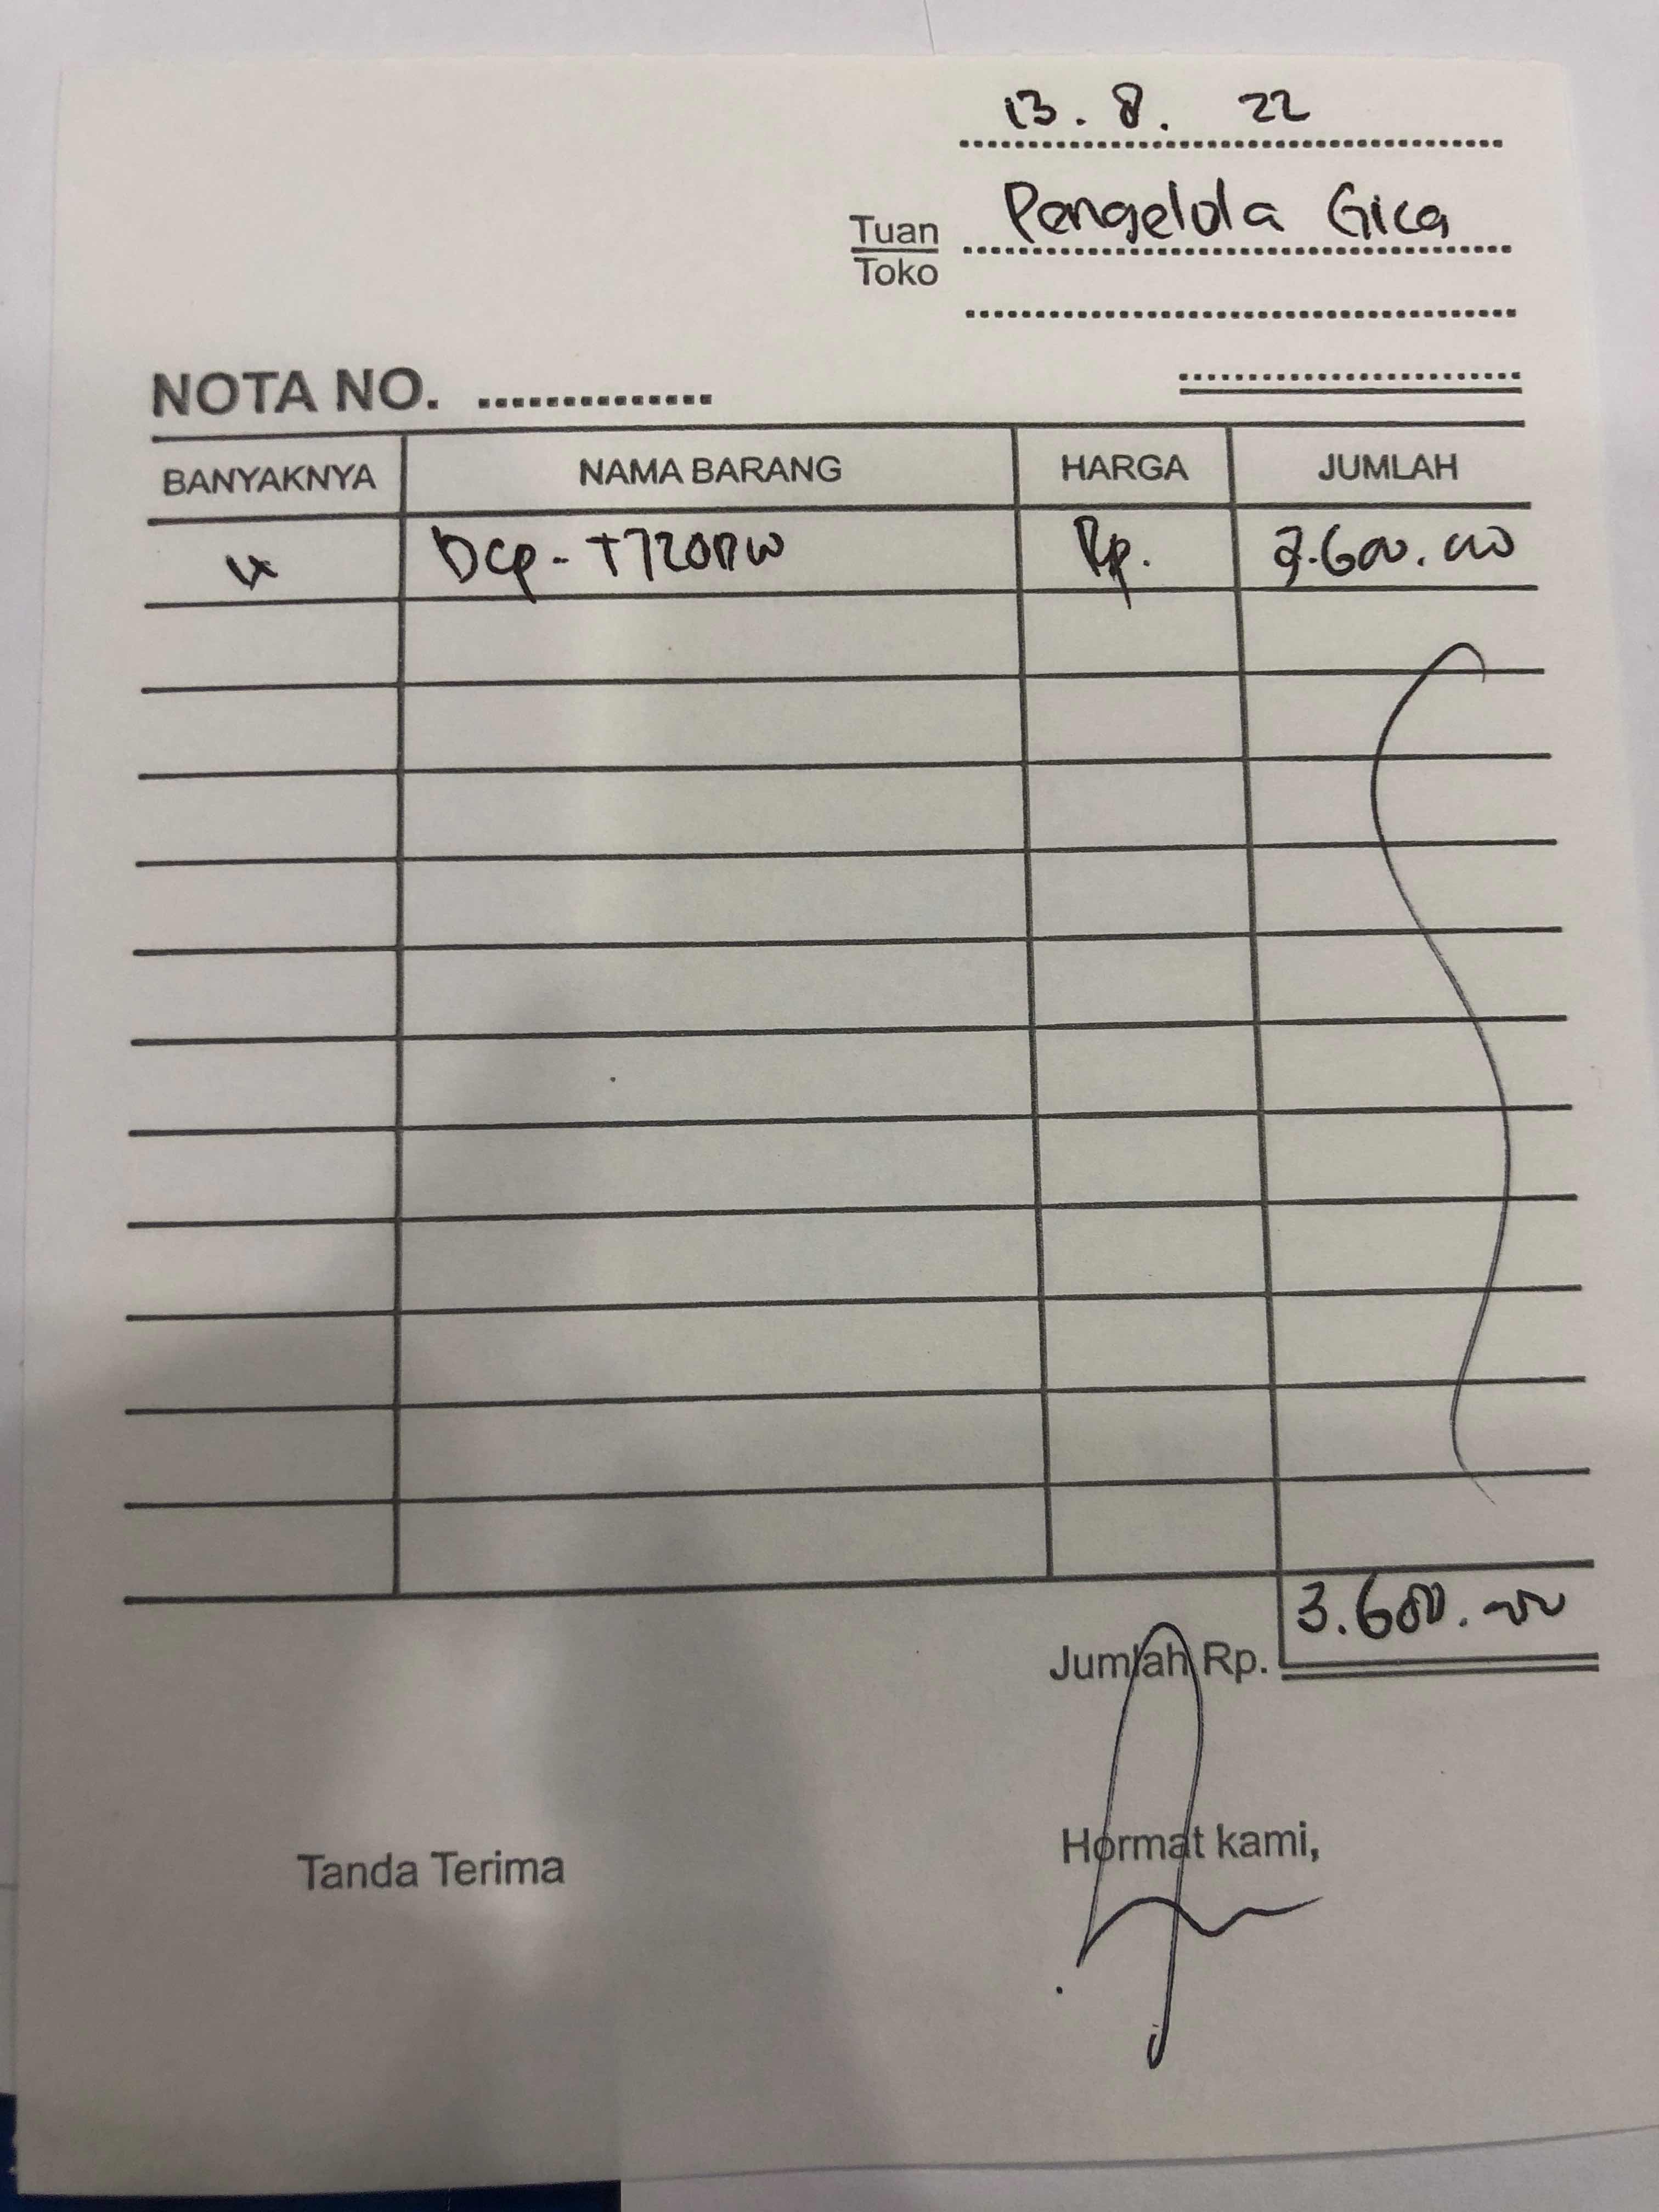 13. 8. 22
Tuan Pengelola Gica
Toko
NOTA NO. ...............
BANYAKNYA NAMA BARANG HARGA JUMLAH
DCP-T720DW Rp. 3.600.000
Jumlah Rp. 3.600.000
Tanda Terima Hormat kami,